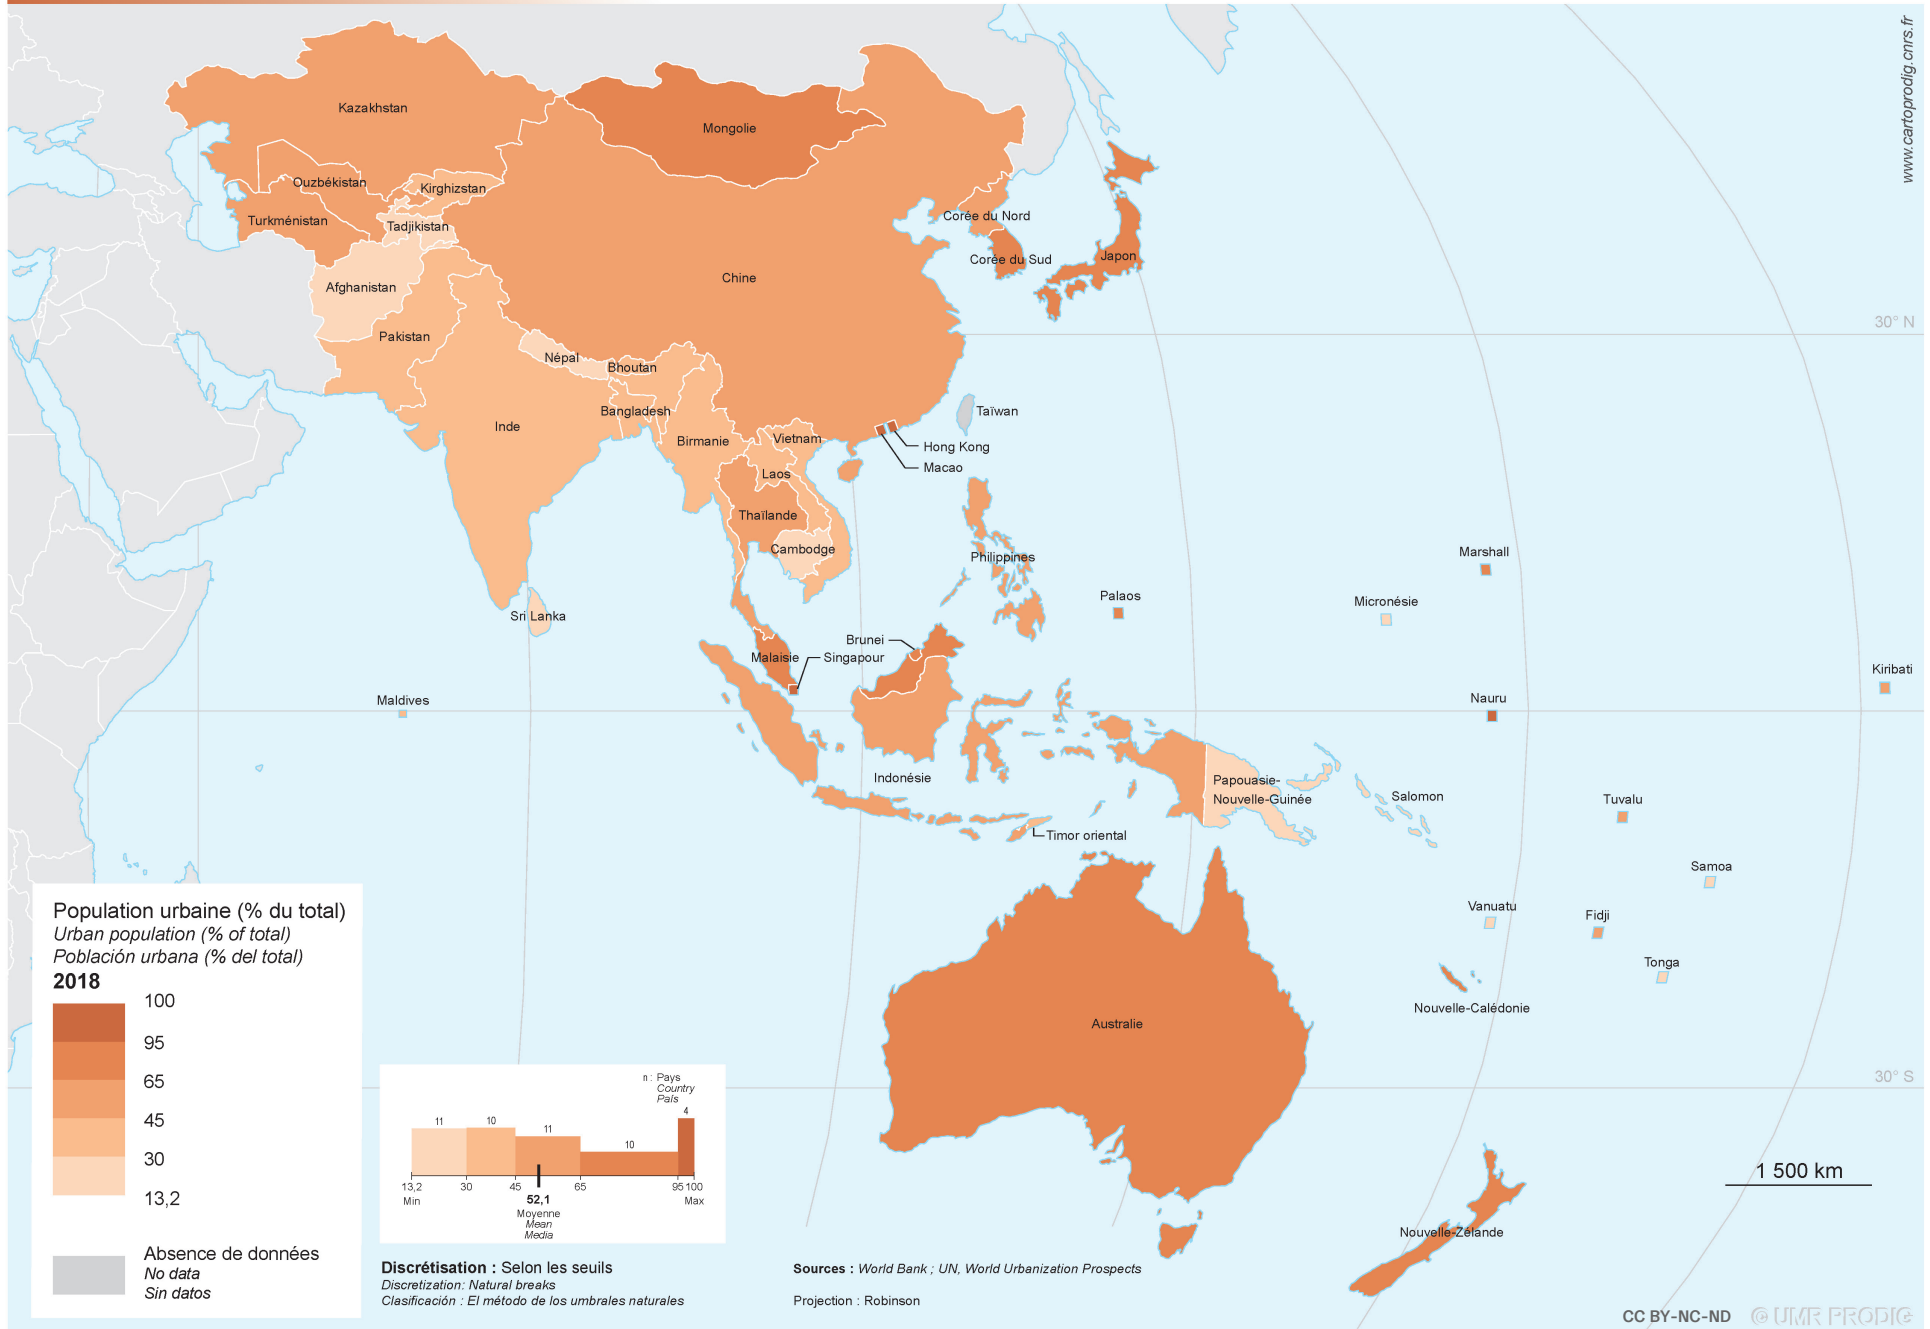 www.cartoprodig.cnrs.fr
Kazakhstan
Mongolie
Ouzbékistan
Kirghizstan
Turkménistan
Tadjikistan
Corée du Nord
Corée du Sud
Japon
Chine
Afghanistan
30° N
Pakistan
Népal
Bhoutan
Bangladesh
Taïwan
Inde
Birmanie
Vietnam
Hong Kong
Macao
Laos
Thaïlande
Cambodge
Philippines
Marshall
Palaos
Micronésie
Sri Lanka
Brunei
Malaisie
Singapour
Kiribati
Maldives
Nauru
Indonésie
Papouasie-
Nouvelle-Guinée
Salomon
Tuvalu
Timor oriental
Samoa
Vanuatu
Fidji
Tonga
Nouvelle-Calédonie
Australie
30° S
Nouvelle-Zélande
1 500 km
Population urbaine (% du total)
Urban population (% of total)
Población urbana (% del total)
2018
100
95
65
45
30
13,2
Absence de données
No data
Sin datos
n : Pays
Country
País
11
10
11
10
4
13,2
30
45
65
95
100
Min
52,1
Max
Moyenne
Mean
Media
Discrétisation : Selon les seuils
Discretization: Natural breaks
Clasificación : El método de los umbrales naturales
Sources : World Bank ; UN, World Urbanization Prospects
Projection : Robinson
CC BY-NC-ND © UMR PRODIG